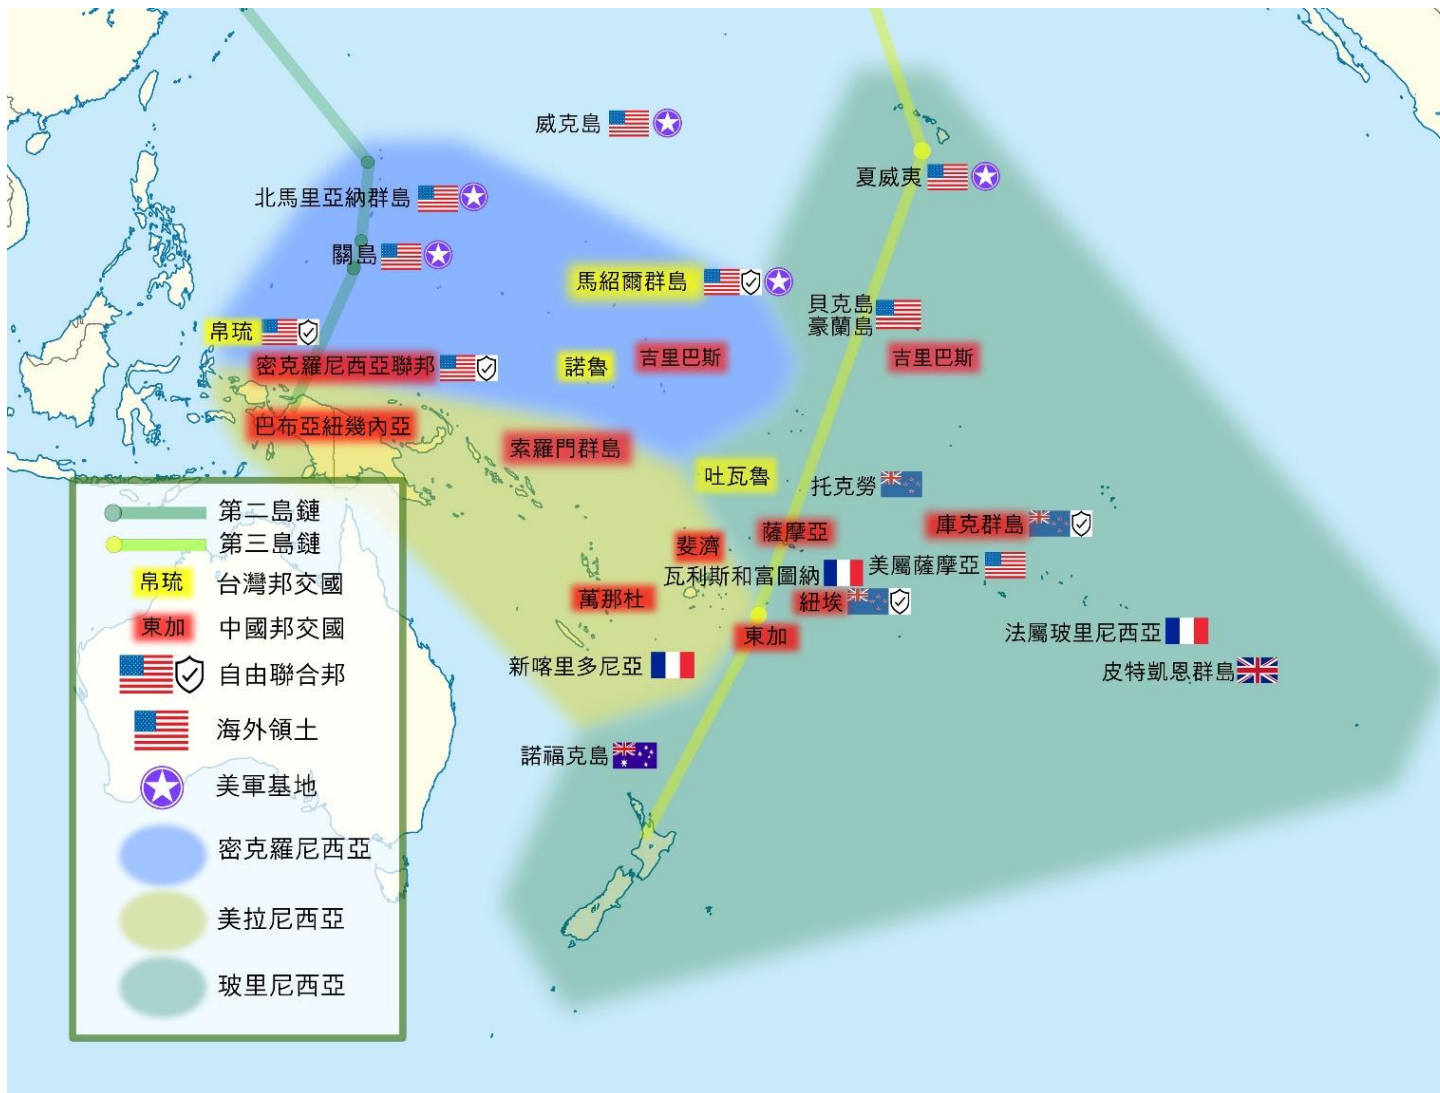 威克島
夏威夷
北馬里亞納群島
關島
馬紹爾群島
貝克島
豪蘭島
帛琉
密克羅尼西亞聯邦
諾魯
吉里巴斯
吉里巴斯
巴布亞紐幾內亞
索羅門群島
吐瓦魯
托克勞
薩摩亞
庫克群島
斐濟
瓦利斯和富圖納
美屬薩摩亞
萬那杜
紐埃
東加
法屬玻里尼西亞
新喀里多尼亞
皮特凱恩群島
諾福克島
第二島鏈
第三島鏈
帛琉 台灣邦交國
東加 中國邦交國
自由聯合邦
海外領土
美軍基地
密克羅尼西亞
美拉尼西亞
玻里尼西亞